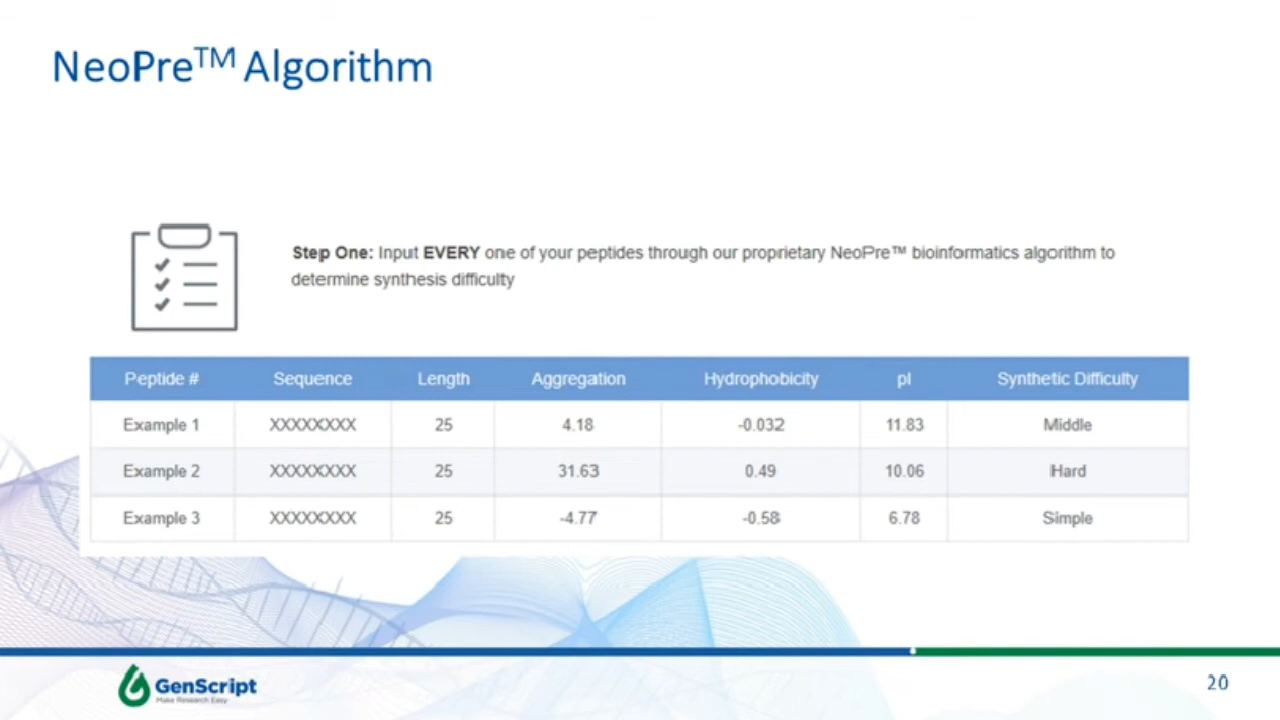 NeoPre™ Algorithm
Step One: Input EVERY one of your peptides through our proprietary NeoPre™ bioinformatics algorithm to
determine synthesis difficulty
Peptide # Sequence Length Aggregation Hydrophobicity pI Synthetic Difficulty
Example 1 XXXXXXXX 25 4.18 -0.032 11.83 Middle
Example 2 XXXXXXXX 25 31.63 0.49 10.06 Hard
Example 3 XXXXXXXX 25 -4.77 -0.58 6.78 Simple
GenScript
Make Research Easy
20